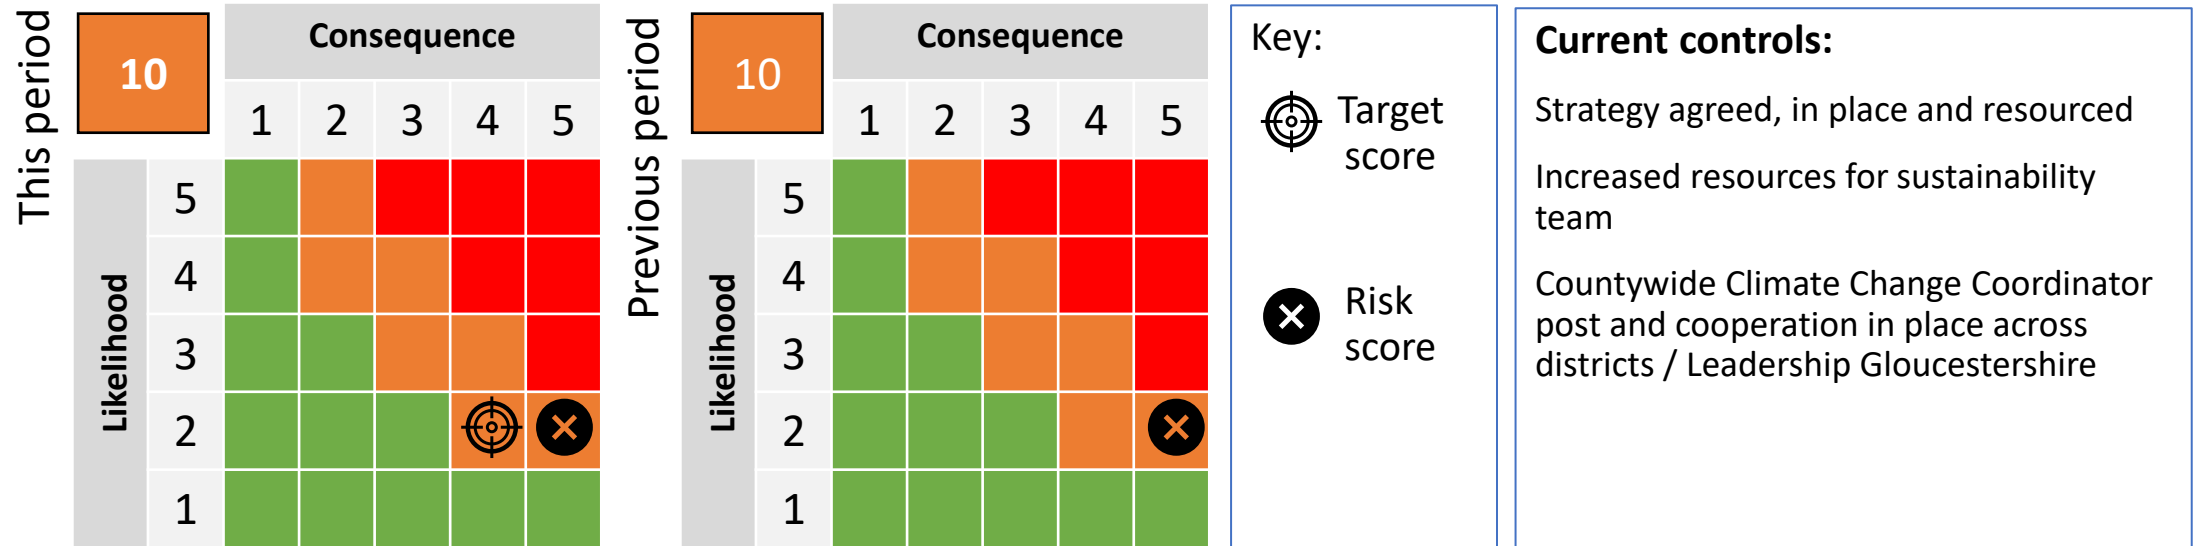 This period
10
Consequence
1 2 3 4 5
Likelihood
5
4
3
2
1
Previous period
10
Consequence
1 2 3 4 5
Likelihood
5
4
3
2
1
Key:
Target
score
Risk
score
Current controls:
Strategy agreed, in place and resourced
Increased resources for sustainability
team
Countywide Climate Change Coordinator
post and cooperation in place across
districts / Leadership Gloucestershire